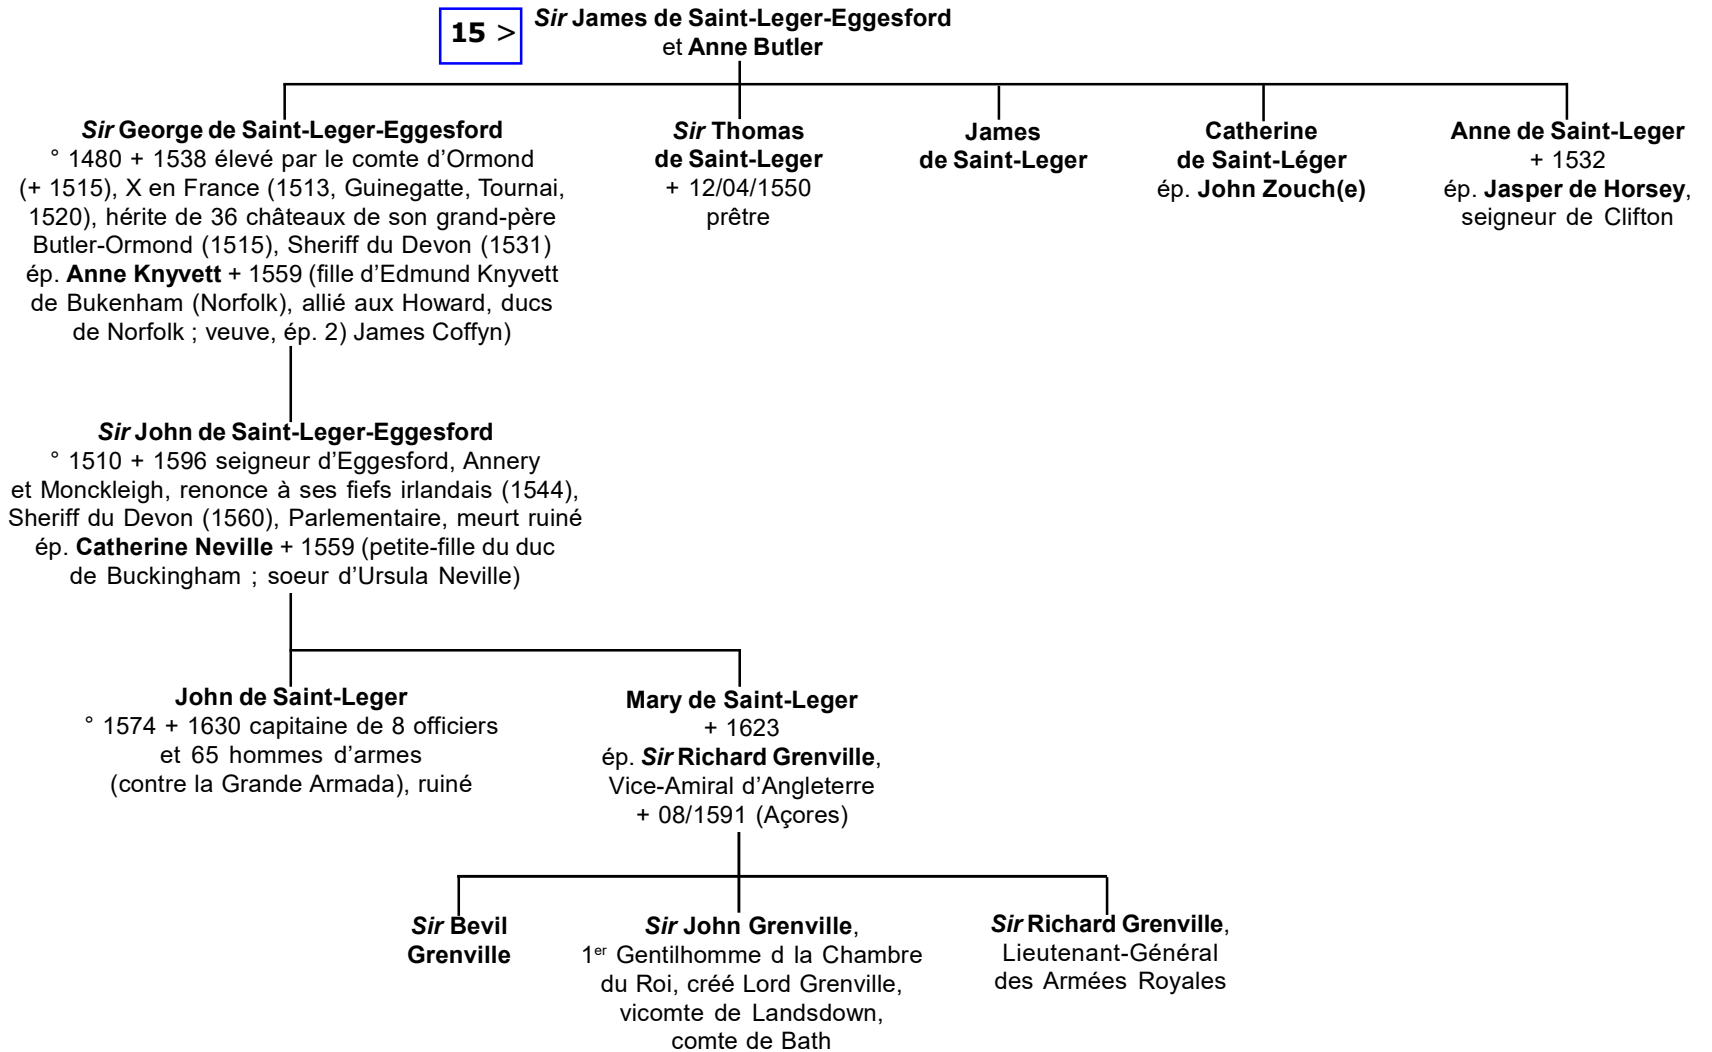 15 >
Sir James de Saint-Leger-Eggesford
et Anne Butler
Sir George de Saint-Leger-Eggesford
° 1480 + 1538 élevé par le comte d'Ormond
(+ 1515), X en France (1513, Guinegatte, Tournai,
1520), hérite de 36 châteaux de son grand-père
Butler-Ormond (1515), Sheriff du Devon (1531)
ép. Anne Knyvett + 1559 (fille d'Edmund Knyvett
de Bukenham (Norfolk), allié aux Howard, ducs
de Norfolk ; veuve, ép. 2) James Coffyn)
Sir Thomas
de Saint-Leger
+ 12/04/1550
prêtre
James
de Saint-Leger
Catherine
de Saint-Léger
ép. John Zouch(e)
Anne de Saint-Leger
+ 1532
ép. Jasper de Horsey,
seigneur de Clifton
Sir John de Saint-Leger-Eggesford
° 1510 + 1596 seigneur d'Eggesford, Annery
et Monckleigh, renonce à ses fiefs irlandais (1544),
Sheriff du Devon (1560), Parlementaire, meurt ruiné
ép. Catherine Neville + 1559 (petite-fille du duc
de Buckingham ; soeur d'Ursula Neville)
John de Saint-Leger
° 1574 + 1630 capitaine de 8 officiers
et 65 hommes d'armes
(contre la Grande Armada), ruiné
Mary de Saint-Leger
+ 1623
ép. Sir Richard Grenville,
Vice-Amiral d'Angleterre
+ 08/1591 (Açores)
Sir Bevil
Grenville
Sir John Grenville,
1er Gentilhomme d la Chambre
du Roi, créé Lord Grenville,
vicomte de Landsdown,
comte de Bath
Sir Richard Grenville,
Lieutenant-Général
des Armées Royales